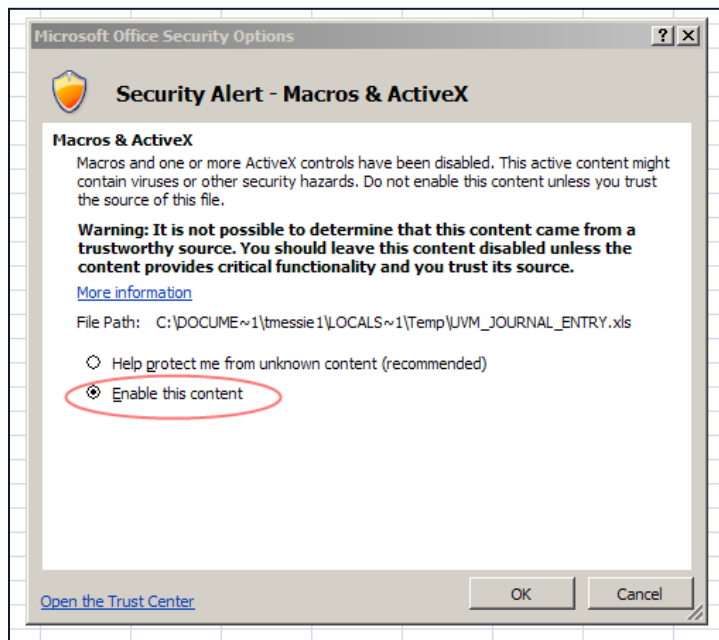 Microsoft Office Security Options
Security Alert - Macros & ActiveX
Macros & ActiveX
Macros and one or more ActiveX controls have been disabled. This active content might
contain viruses or other security hazards. Do not enable this content unless you trust
the source of this file.
Warning: It is not possible to determine that this content came from a
trustworthy source. You should leave this content disabled unless the
content provides critical functionality and you trust its source.
More information
File Path: C:\DOCUME~1\tmessie1\LOCALS~1\Temp\UVM_JOURNAL_ENTRY.xls
Help protect me from unknown content (recommended)
Enable this content
Open the Trust Center
OK
Cancel